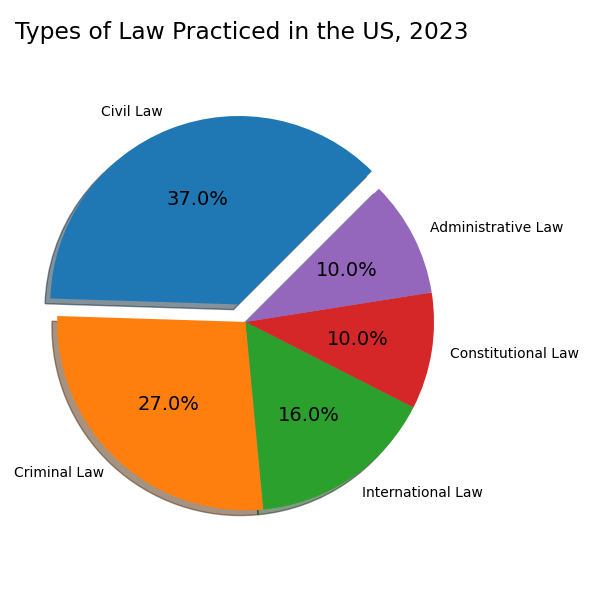 Types of Law Practiced in the US, 2023
Civil Law
37.0%
Administrative Law
10.0%
10.0%
Constitutional Law
27.0%
16.0%
Criminal Law
International Law